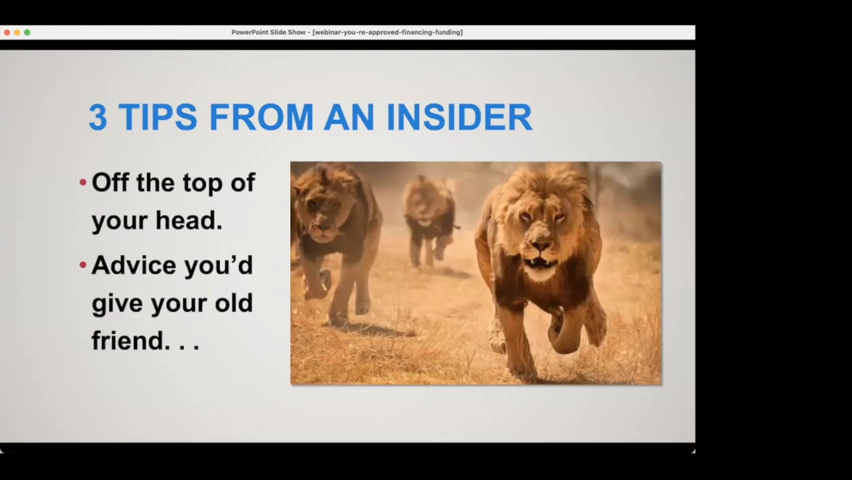 PowerPoint Slide Show - [webinar-you-re-approved-financing-funding]
3 TIPS FROM AN INSIDER
•Off the top of
your head.
•Advice you’d
give your old
friend. . .